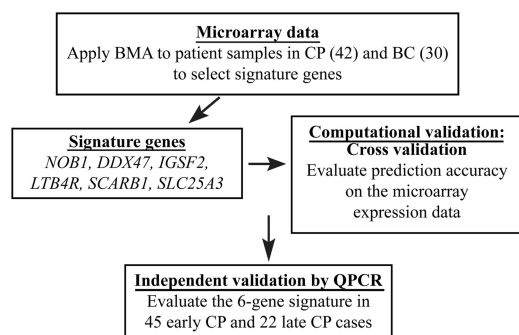 Microarray data
Apply BMA to patient samples in CP (42) and BC (30)
to select signature genes
Signature genes
NOB1, DDX47, IGSF2,
LTB4R, SCARB1, SLC25A3
Computational validation:
Cross validation
Evaluate prediction accuracy
on the microarray
expression data
Independent validation by QPCR
Evaluate the 6-gene signature in
45 early CP and 22 late CP cases